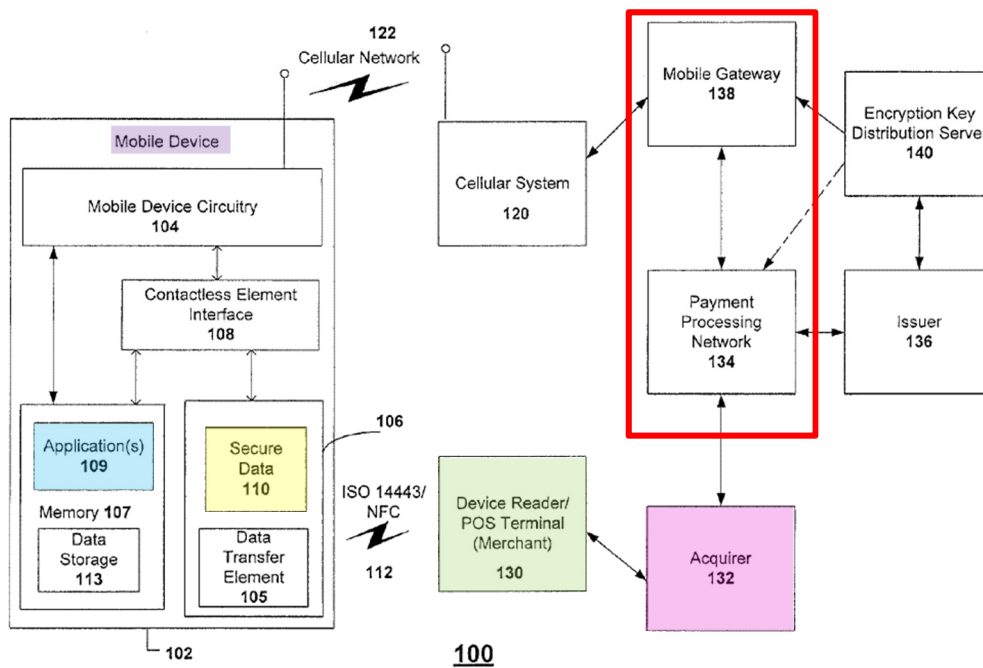 122
Cellular Network
Mobile Device
Mobile Device Circuitry
104
Contactless Element
Interface
108
Application(s)
109
Memory 107
Data
Storage
113
Secure
Data
110
Data
Transfer
Element
105
106
102
Cellular System
120
Mobile Gateway
138
Encryption Key
Distribution Server
140
Payment
Processing
Network
134
Issuer
136
ISO 14443/
NFC
112
Device Reader/
POS Terminal
(Merchant)
130
Acquirer
132
100